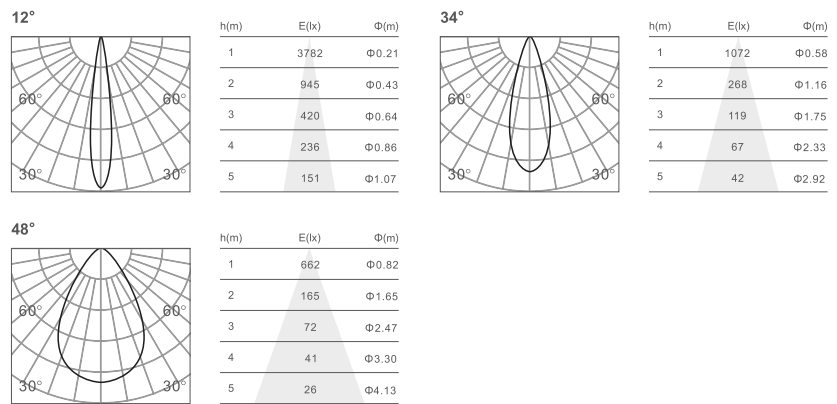 12°
60° 60°
30° 30°
h(m) E(lx) Φ(m)
1 3782 Φ0.21
2 945 Φ0.43
3 420 Φ0.64
4 236 Φ0.86
5 151 Φ1.07
34°
60° 60°
30° 30°
h(m) E(lx) Φ(m)
1 1072 Φ0.58
2 268 Φ1.16
3 119 Φ1.75
4 67 Φ2.33
5 42 Φ2.92
48°
60° 60°
30° 30°
h(m) E(lx) Φ(m)
1 662 Φ0.82
2 165 Φ1.65
3 72 Φ2.47
4 41 Φ3.30
5 26 Φ4.13